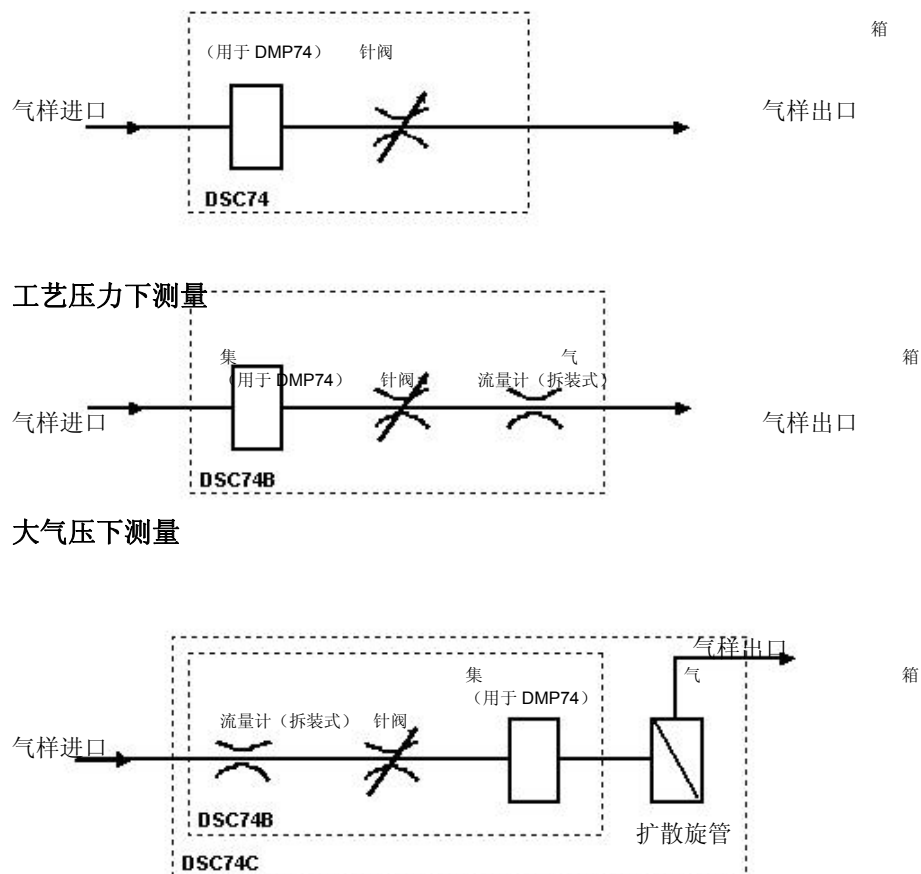 箱
（用于 DMP74） 针阀
气样进口 气样出口
DSC74
工艺压力下测量
集 气 箱
（用于 DMP74） 针阀 流量计（拆装式）
气样进口 气样出口
DSC74B
大气压下测量
气样出口
集 气 箱
（用于 DMP74）
流量计（拆装式） 针阀
气样进口
DSC74B
扩散旋管
DSC74C